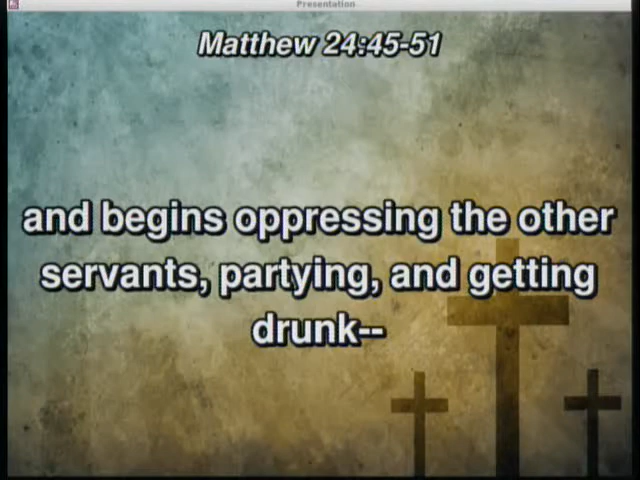 Presentation
Matthew 24:45-51
and begins oppressing the other
servants, partying, and getting
drunk--